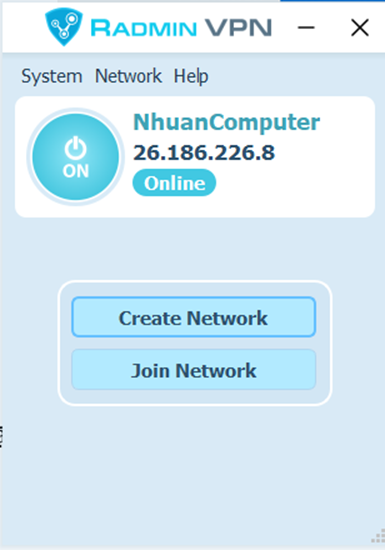 RADMIN VPN
System Network Help
NhuanComputer
26.186.226.8
ON
Online
Create Network
Join Network